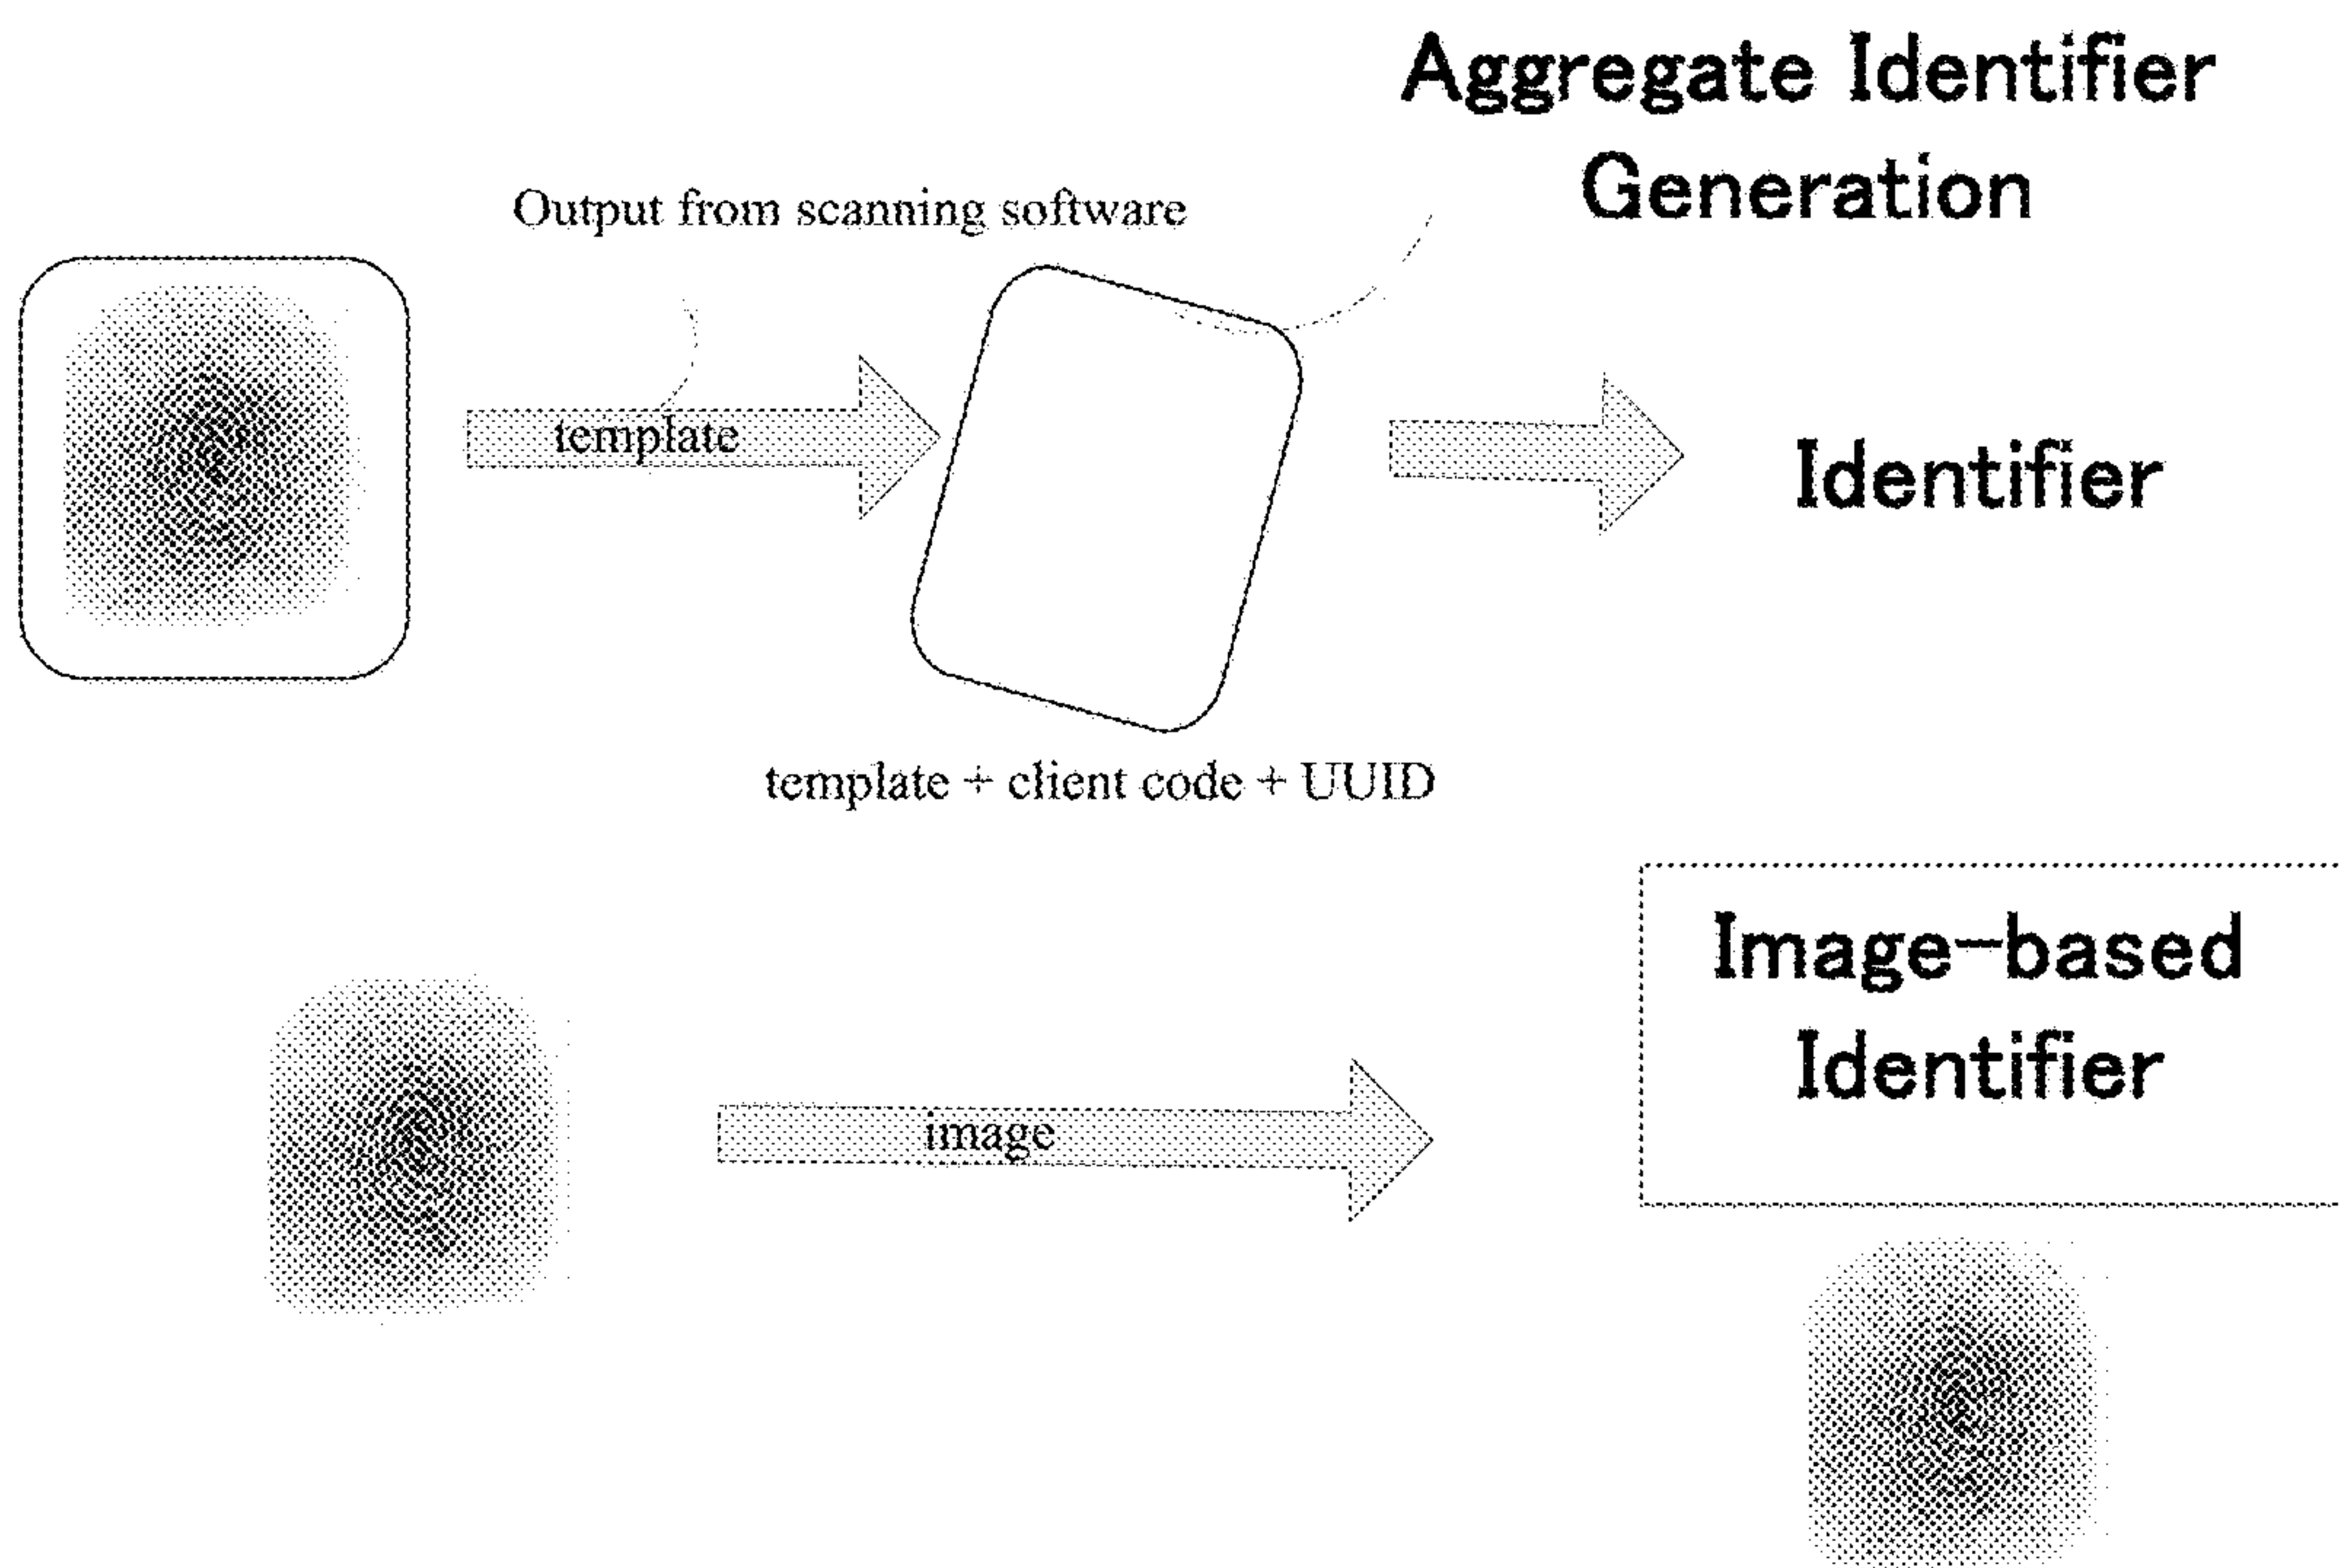 Aggregate Identifier
Generation
Output from scanning software
template
Identifier
template + client code + UUID
Image-based
Identifier
image